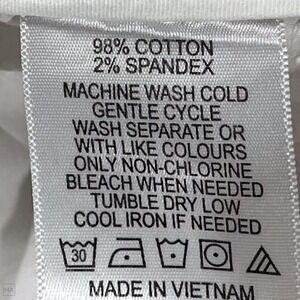 98% COTTON
2% SPANDEX
MACHINE WASH COLD
GENTLE CYCLE
WASH SEPARATE OR
WITH LIKE COLOURS
ONLY NON-CHLORINE
BLEACH WHEN NEEDED
TUMBLE DRY LOW
COOL IRON IF NEEDED
30
MADE IN VIETNAM